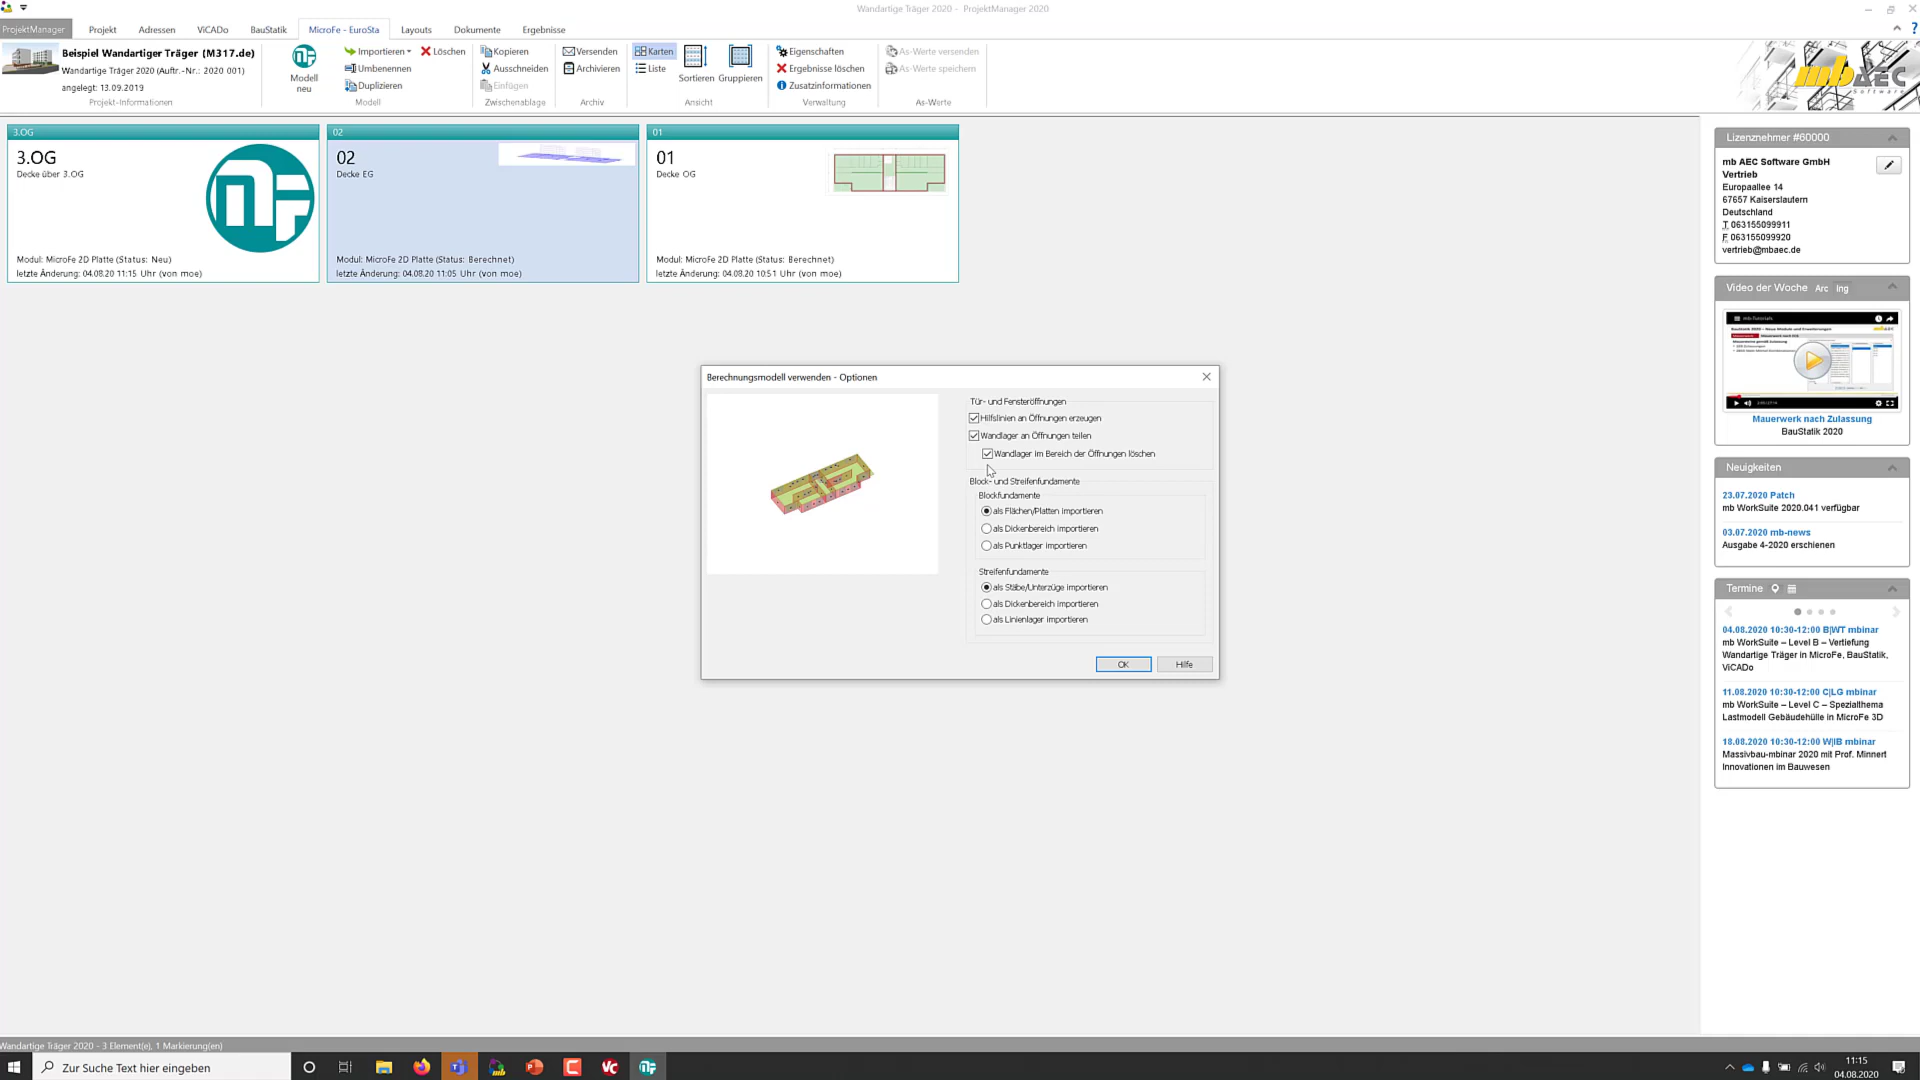 Wandartige Träger 2020 - ProjektManager 2020
ProjektManager Projekt Adressen ViCADo BauStatik MicroFe - EuroSta Layouts Dokumente Ergebnisse
Beispiel Wandartiger Träger (M317.de)
Wandartige Träger 2020 (Auftr.-Nr.: 2020 001)
angelegt: 13.09.2019
Projekt-Informationen
Modell
neu
Importieren
Löschen
Umbenennen
Duplizieren
Modell
Kopieren
Ausschneiden
Einfügen
Zwischenablage
Versenden
Archivieren
Archiv
Karten
Liste
Sortieren
Gruppieren
Ansicht
Eigenschaften
Ergebnisse löschen
Zusatzinformationen
Verwaltung
As-Werte versenden
As-Werte speichern
As-Werte
mb AEC
Software
3.OG
3.OG
Decke über 3.OG
Modul: MicroFe 2D Platte (Status: Neu)
letzte Änderung: 04.08.20 11:15 Uhr (von moe)
02
02
Decke EG
Modul: MicroFe 2D Platte (Status: Berechnet)
letzte Änderung: 04.08.20 11:05 Uhr (von moe)
01
01
Decke OG
Modul: MicroFe 2D Platte (Status: Berechnet)
letzte Änderung: 04.08.20 10:51 Uhr (von moe)
Berechnungsmodell verwenden - Optionen
Tür- und Fensteröffnungen
Hilfslinien an Öffnungen erzeugen
Wandlager an Öffnungen teilen
Wandlager im Bereich der Öffnungen löschen
Block- und Streifenfundamente
Blockfundamente
als Flächen/Platten importieren
als Dickenbereich importieren
als Punktlager importieren
Streifenfundamente
als Stäbe/Unterzüge importieren
als Dickenbereich importieren
als Linienlager importieren
OK
Hilfe
Lizenznehmer #60000
mb AEC Software GmbH
Vertrieb
Europaallee 14
67657 Kaiserslautern
Deutschland
T 063155099911
F 063155099920
vertrieb@mbaec.de
Video der Woche Arc Ing
mb-Tutorials
Mauerwerk nach Zulassung
BauStatik 2020
Neuigkeiten
23.07.2020 Patch
mb WorkSuite 2020.041 verfügbar
03.07.2020 mb-news
Ausgabe 4-2020 erschienen
Termine
04.08.2020 10:30-12:00 B|WT mbinar
mb WorkSuite – Level B – Vertiefung
Wandartige Träger in MicroFe, BauStatik,
ViCADo
11.08.2020 10:30-12:00 C|LG mbinar
mb WorkSuite – Level C – Spezialthema
Lastmodell Gebäudehülle in MicroFe 3D
18.08.2020 10:30-12:00 W|IB mbinar
Massivbau-mbinar 2020 mit Prof. Minnert
Innovationen im Bauwesen
Wandartige Träger 2020 - 3 Element(e), 1 Markierung(en)
Zur Suche Text hier eingeben
11:15
04.08.2020